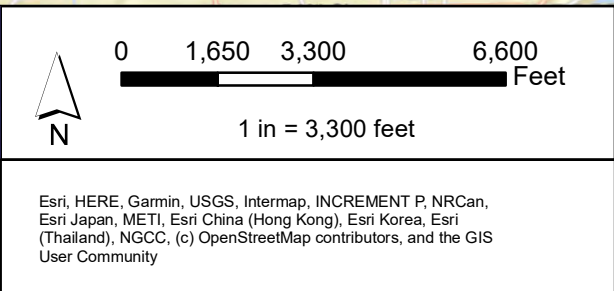 0 1,650 3,300 6,600
Feet
N
1 in = 3,300 feet
Esri, HERE, Garmin, USGS, Intermap, INCREMENT P, NRCan,
Esri Japan, METI, Esri China (Hong Kong), Esri Korea, Esri
(Thailand), NGCC, (c) OpenStreetMap contributors, and the GIS
User Community